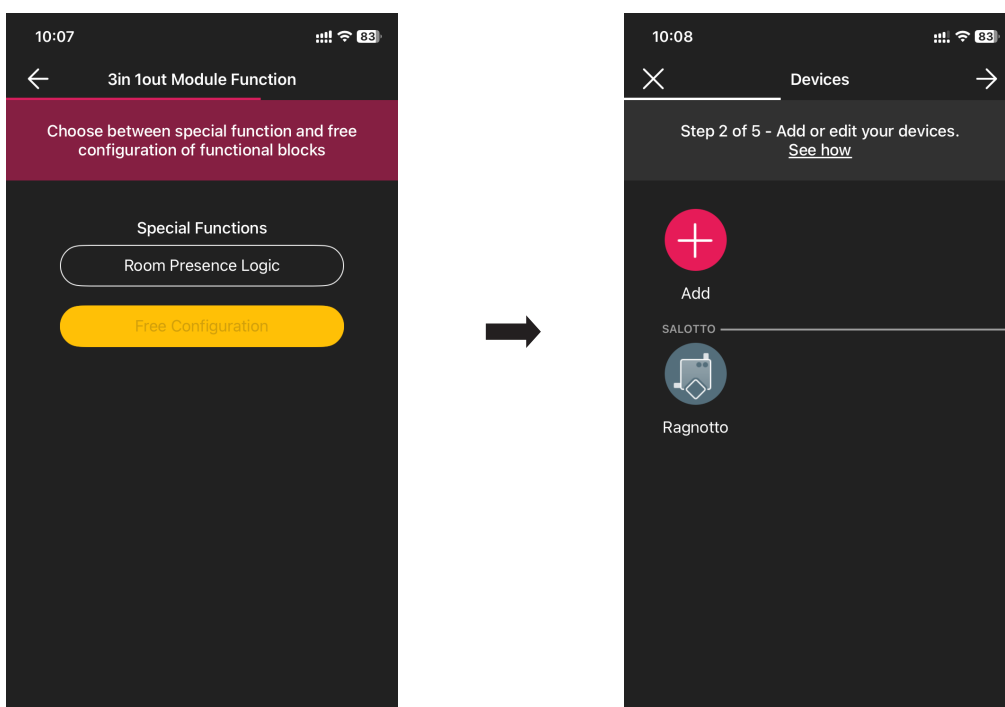 10:07
83
3in 1out Module Function
Choose between special function and free
configuration of functional blocks
Special Functions
Room Presence Logic
Free Configuration
10:08
83
Devices
Step 2 of 5 - Add or edit your devices.
See how
Add
SALOTTO
Ragnotto